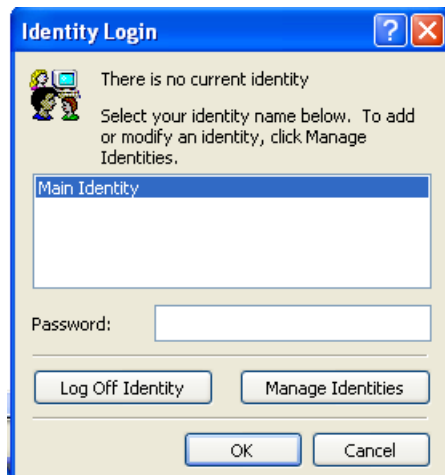 Identity Login
There is no current identity
Select your identity name below. To add
or modify an identity, click Manage
Identities.
Main Identity
Password:
Log Off Identity Manage Identities
OK Cancel